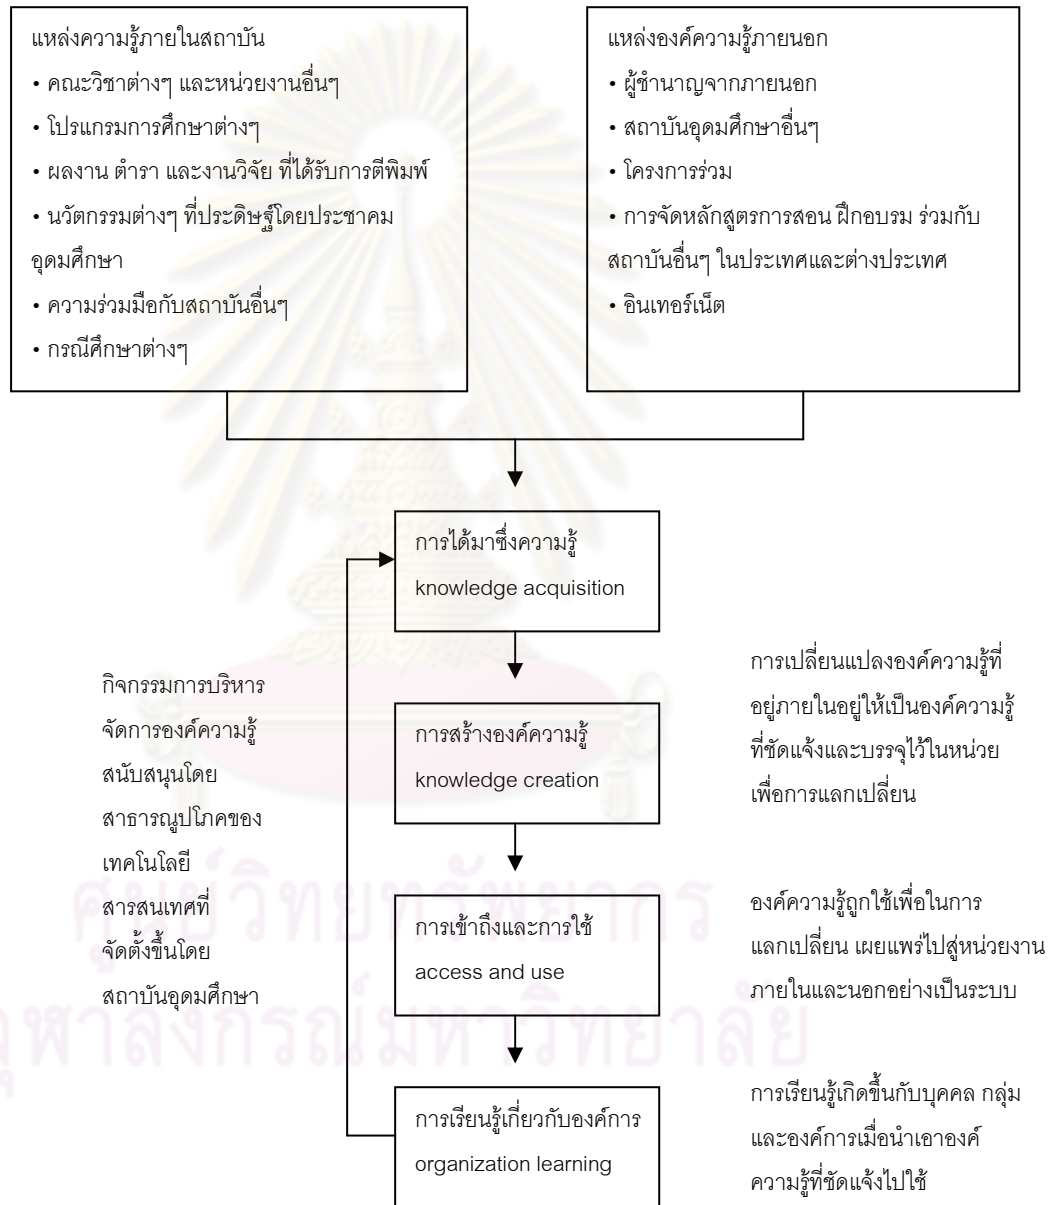 แหล่งความรู้ภายในสถาบัน
• คณะวิชาต่างๆ และหน่วยงานอื่นๆ
• โปรแกรมการศึกษาต่างๆ
• ผลงาน ตำรา และงานวิจัย ที่ได้รับการตีพิมพ์
• นวัตกรรมต่างๆ ที่ประดิษฐ์โดยประชาคม
อุดมศึกษา
• ความร่วมมือกับสถาบันอื่นๆ
• กรณีศึกษาต่างๆ
แหล่งองค์ความรู้ภายนอก
• ผู้ชำนาญจากภายนอก
• สถาบันอุดมศึกษาอื่นๆ
• โครงการร่วม
• การจัดหลักสูตรการสอน ฝึกอบรม ร่วมกับ
สถาบันอื่นๆ ในประเทศและต่างประเทศ
• อินเทอร์เน็ต
การได้มาซึ่งความรู้
knowledge acquisition
กิจกรรมการบริหาร
จัดการองค์ความรู้
สนับสนุนโดย
สาธารณูปโภคของ
เทคโนโลยี
สารสนเทศที่
จัดตั้งขึ้นโดย
สถาบันอุดมศึกษา
การสร้างองค์ความรู้
knowledge creation
การเปลี่ยนแปลงองค์ความรู้ที่
อยู่ภายในอยู่ให้เป็นองค์ความรู้
ที่ชัดแจ้งและบรรจุไว้ในหน่วย
เพื่อการแลกเปลี่ยน
การเข้าถึงและการใช้
access and use
องค์ความรู้ถูกใช้เพื่อในการ
แลกเปลี่ยน เผยแพร่ไปสู่หน่วยงาน
ภายในและนอกอย่างเป็นระบบ
การเรียนรู้เกี่ยวกับองค์การ
organization learning
การเรียนรู้เกิดขึ้นกับบุคคล กลุ่ม
และองค์การเมื่อนำเอาองค์
ความรู้ที่ชัดแจ้งไปใช้
ศูนย์วิทยทรัพยากร
จุฬาลงกรณ์มหาวิทยาลัย